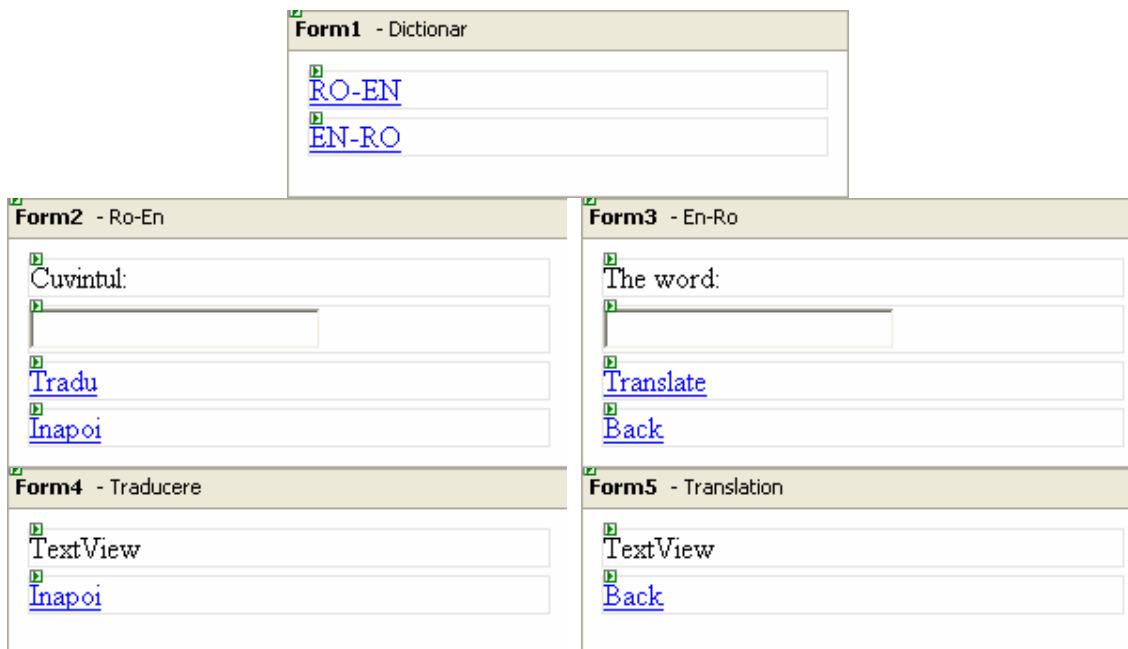 Form1 - Dictionar
RO-EN
EN-RO
Form2 - Ro-En
Cuvintul:
Tradu
Inapoi
Form3 - En-Ro
The word:
Translate
Back
Form4 - Traducere
TextView
Inapoi
Form5 - Translation
TextView
Back